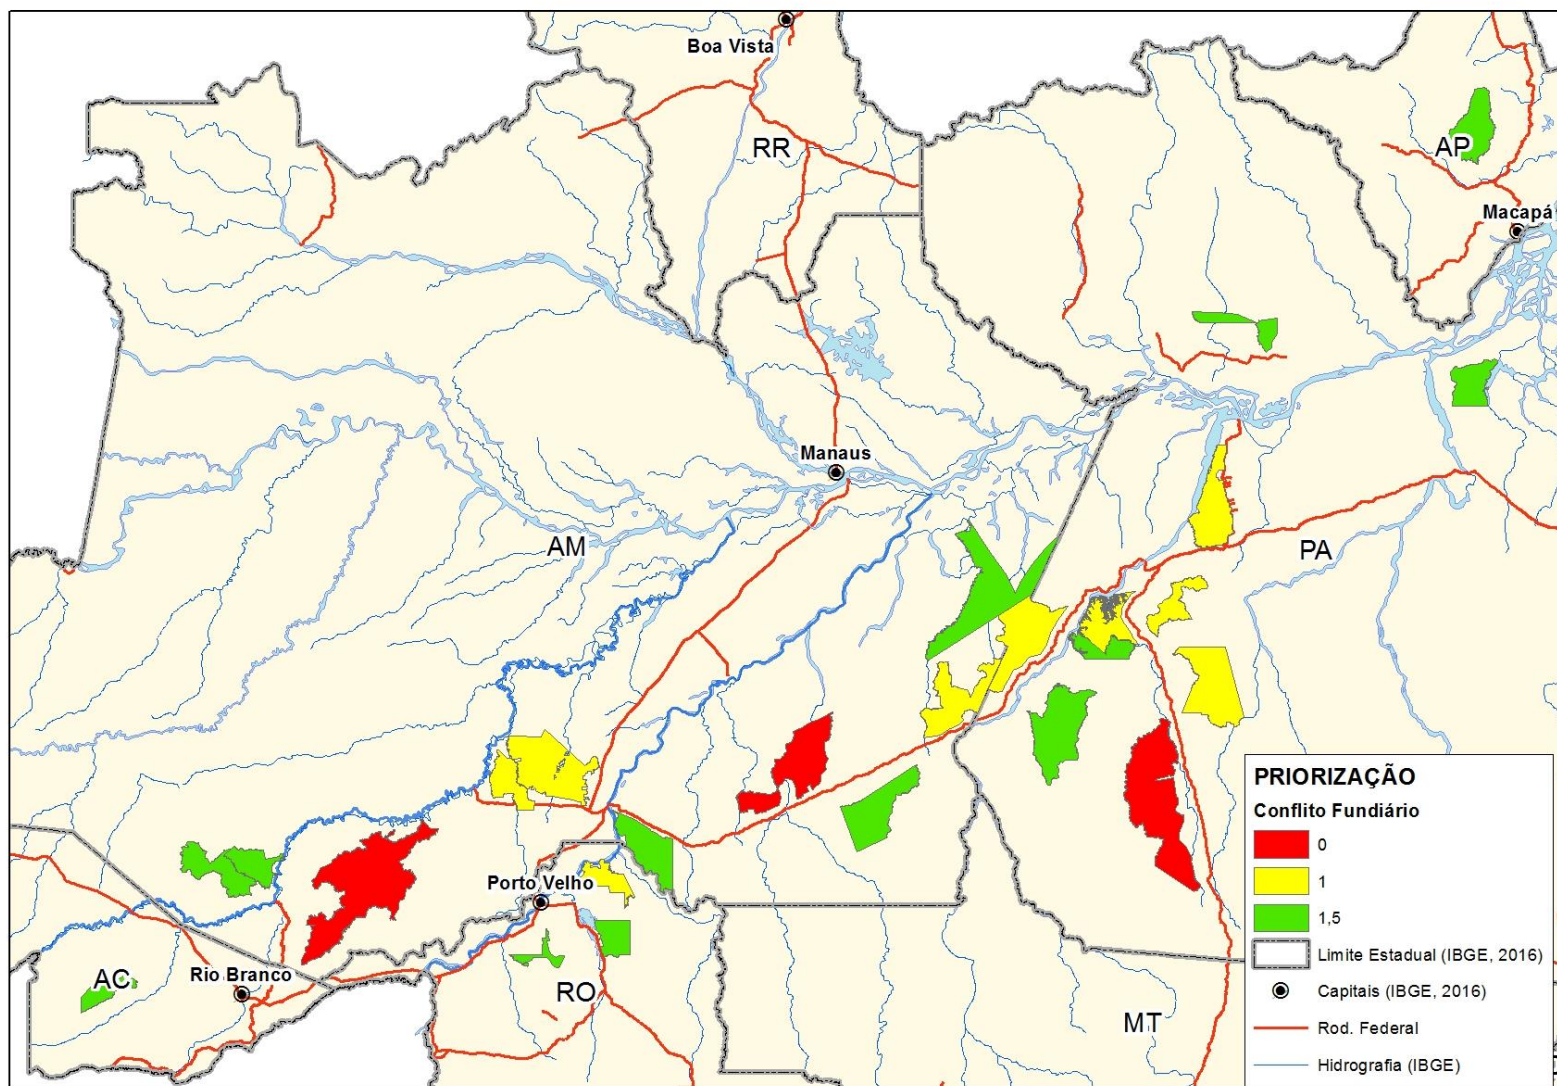 Boa Vista
RR
AP
Macapá
Manaus
AM
PA
Porto Velho
AC
Rio Branco
RO
MT
PRIORIZAÇÃO
Conflito Fundiário
0
1
1,5
Limite Estadual (IBGE, 2016)
Capitais (IBGE, 2016)
Rod. Federal
Hidrografia (IBGE)